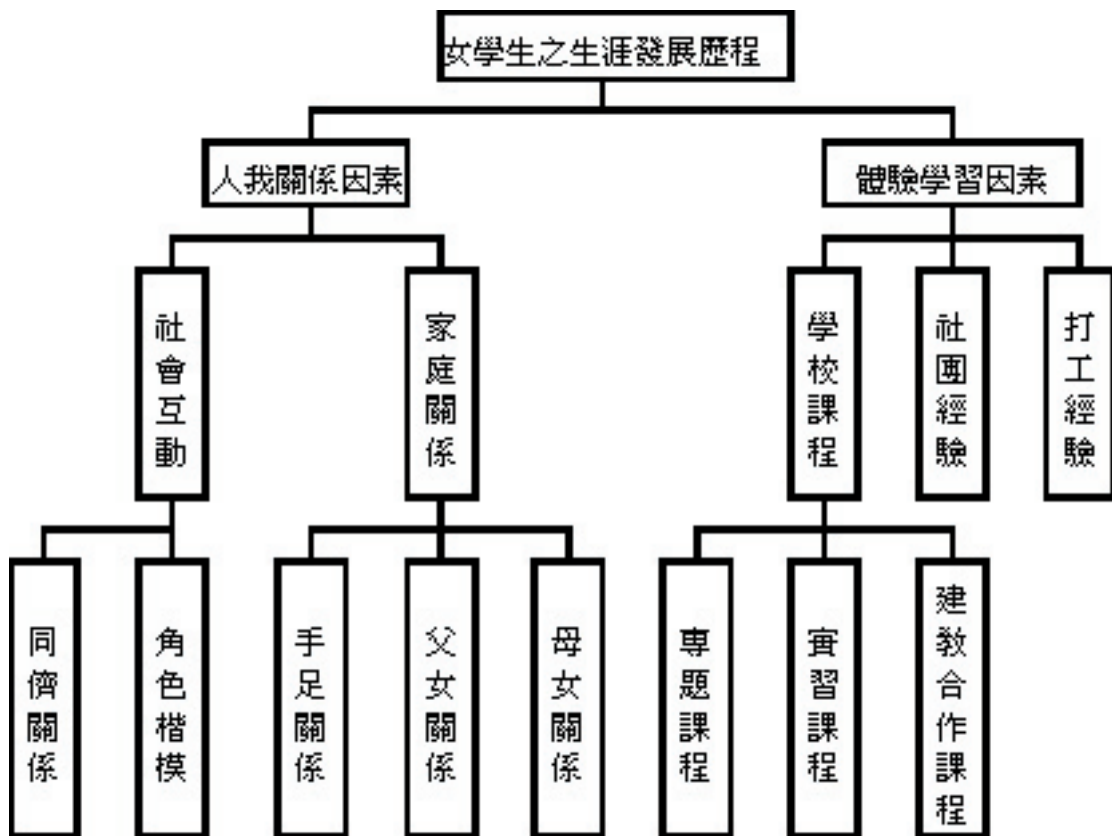 女學生之生涯發展歷程
人我關係因素
體驗學習因素
社會互動
家庭關係
學校課程
社團經驗
打工經驗
同儕關係
角色楷模
手足關係
父女關係
母女關係
專題課程
實習課程
建教合作課程